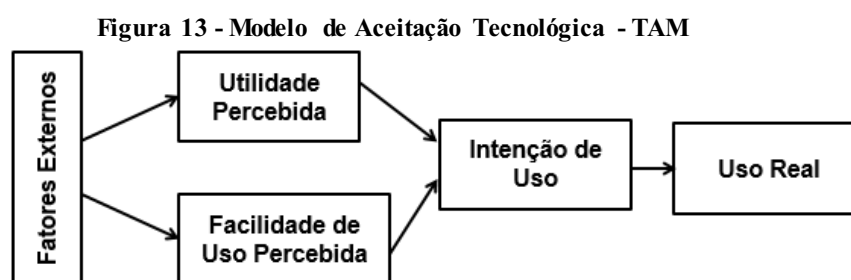 Figura 13 - Modelo de Aceitação Tecnológica - TAM
Fatores Externos
Utilidade
Percebida
Facilidade de
Uso Percebida
Intenção de
Uso
Uso Real